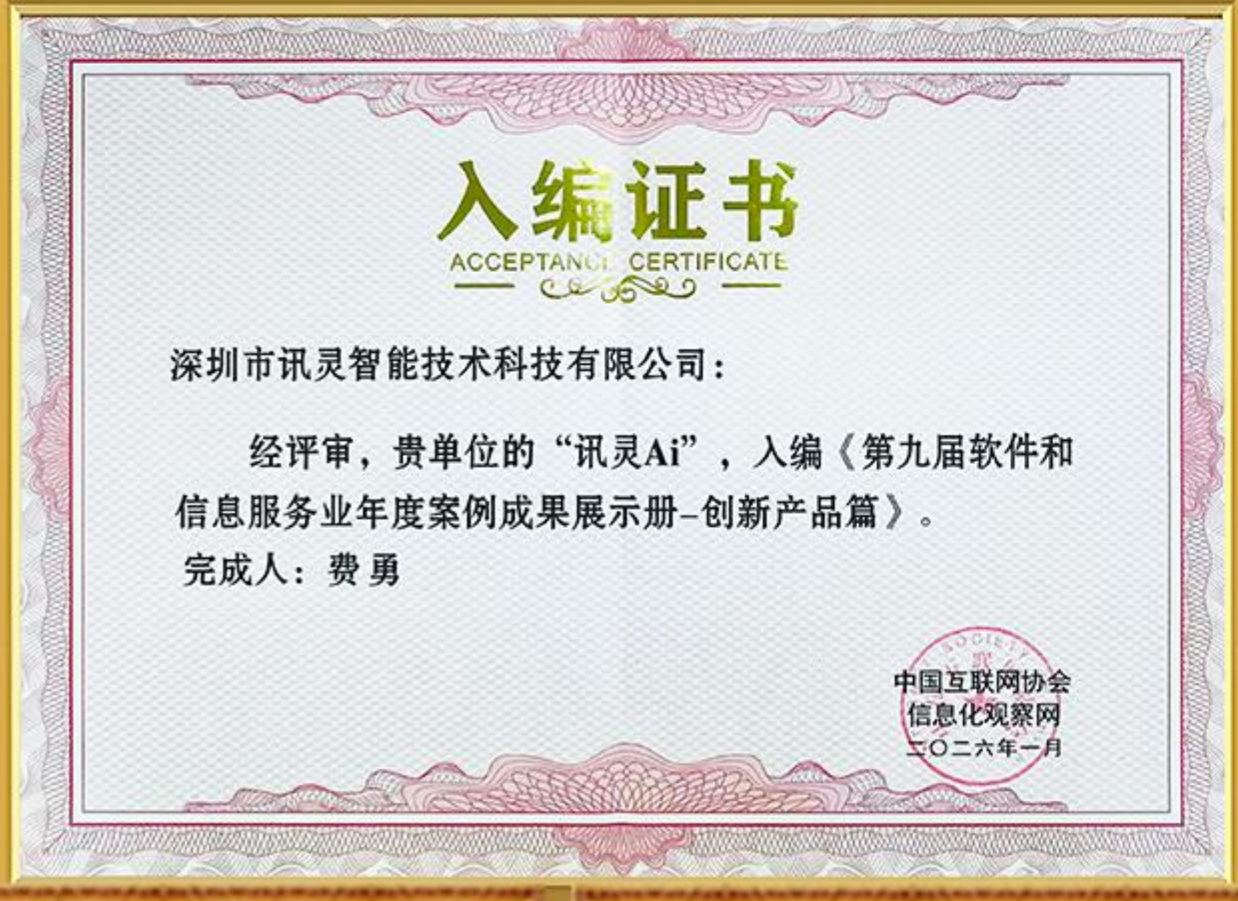 入编证书
ACCEPTANCE CERTIFICATE
深圳市讯灵智能技术科技有限公司：
经评审，贵单位的“讯灵Ai”，入编《第九届软件和
信息服务业年度案例成果展示册–创新产品篇》。
完成人：费 勇
SOCIETY
中国互联网协会
信息化观察网
二〇二六年一月